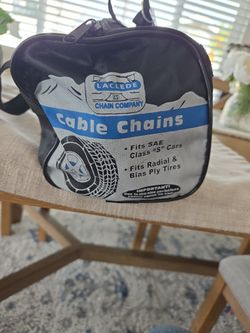 LACLEDE
CHAIN COMPANY
Cable Chains
• Fits SAE
Class "S" Cars
• Fits Radial &
Bias Ply Tires
IMPORTANT!